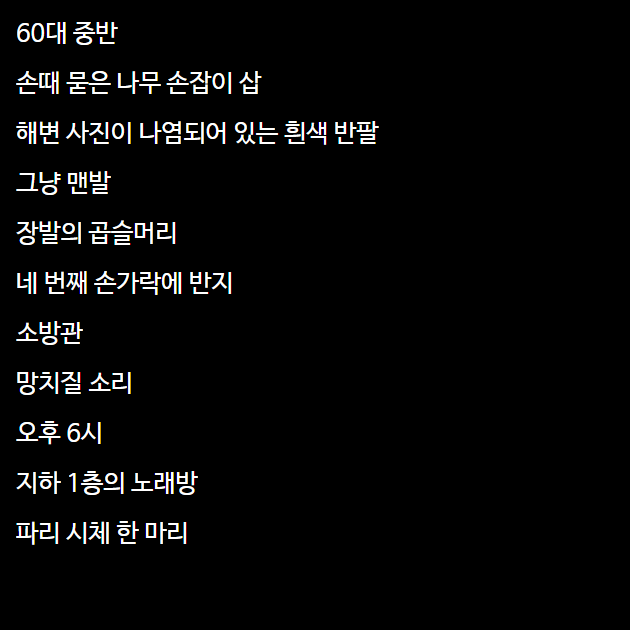 60대 중반
손때 묻은 나무 손잡이 삽
해변 사진이 나염되어 있는 흰색 반팔
그냥 맨발
장발의 곱슬머리
네 번째 손가락에 반지
소방관
망치질 소리
오후 6시
지하 1층의 노래방
파리 시체 한 마리